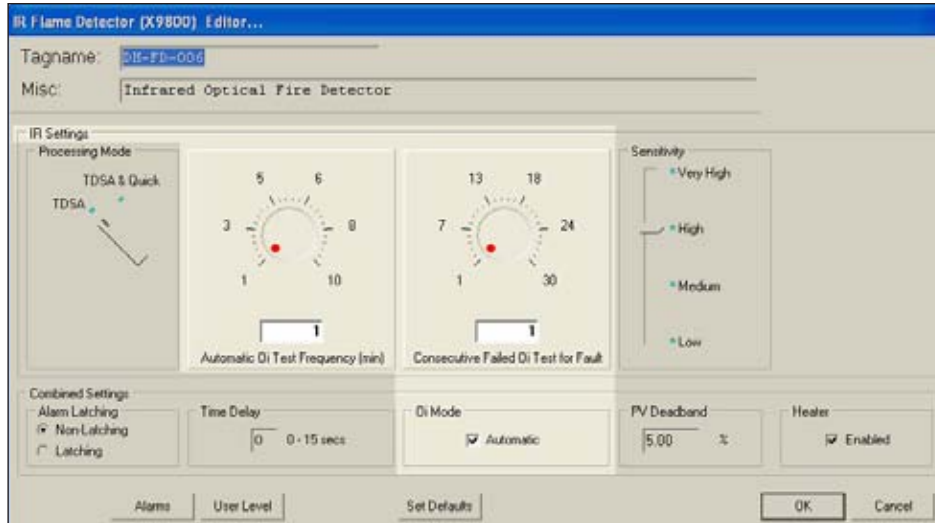 IR Flame Detector (X9800) Editor...
Tagname: DH-FD-006
Misc: Infrared Optical Fire Detector
IR Settings
Processing Mode
TDSA & Quick
TDSA
5 6
3 8
1 10
1
Automatic Oi Test Frequency (min)
13 18
7 24
1 30
1
Consecutive Failed Oi Test for Fault
Sensitivity
Very High
High
Medium
Low
Combined Settings
Alarm Latching
Non-Latching
Latching
Time Delay
0 0 - 15 secs
Oi Mode
Automatic
PV Deadband
5.00 %
Heater
Enabled
Alarms User Level Set Defaults OK Cancel